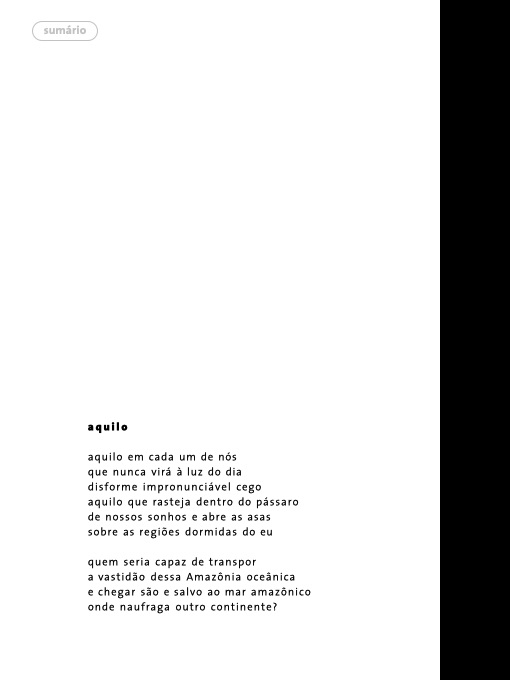 sumário
aquilo
aquilo em cada um de nós
que nunca virá à luz do dia
disforme impronunciável cego
aquilo que rasteja dentro do pássaro
de nossos sonhos e abre as asas
sobre as regiões dormidas do eu
quem seria capaz de transpor
a vastidão dessa Amazônia oceânica
e chegar são e salvo ao mar amazônico
onde naufraga outro continente?